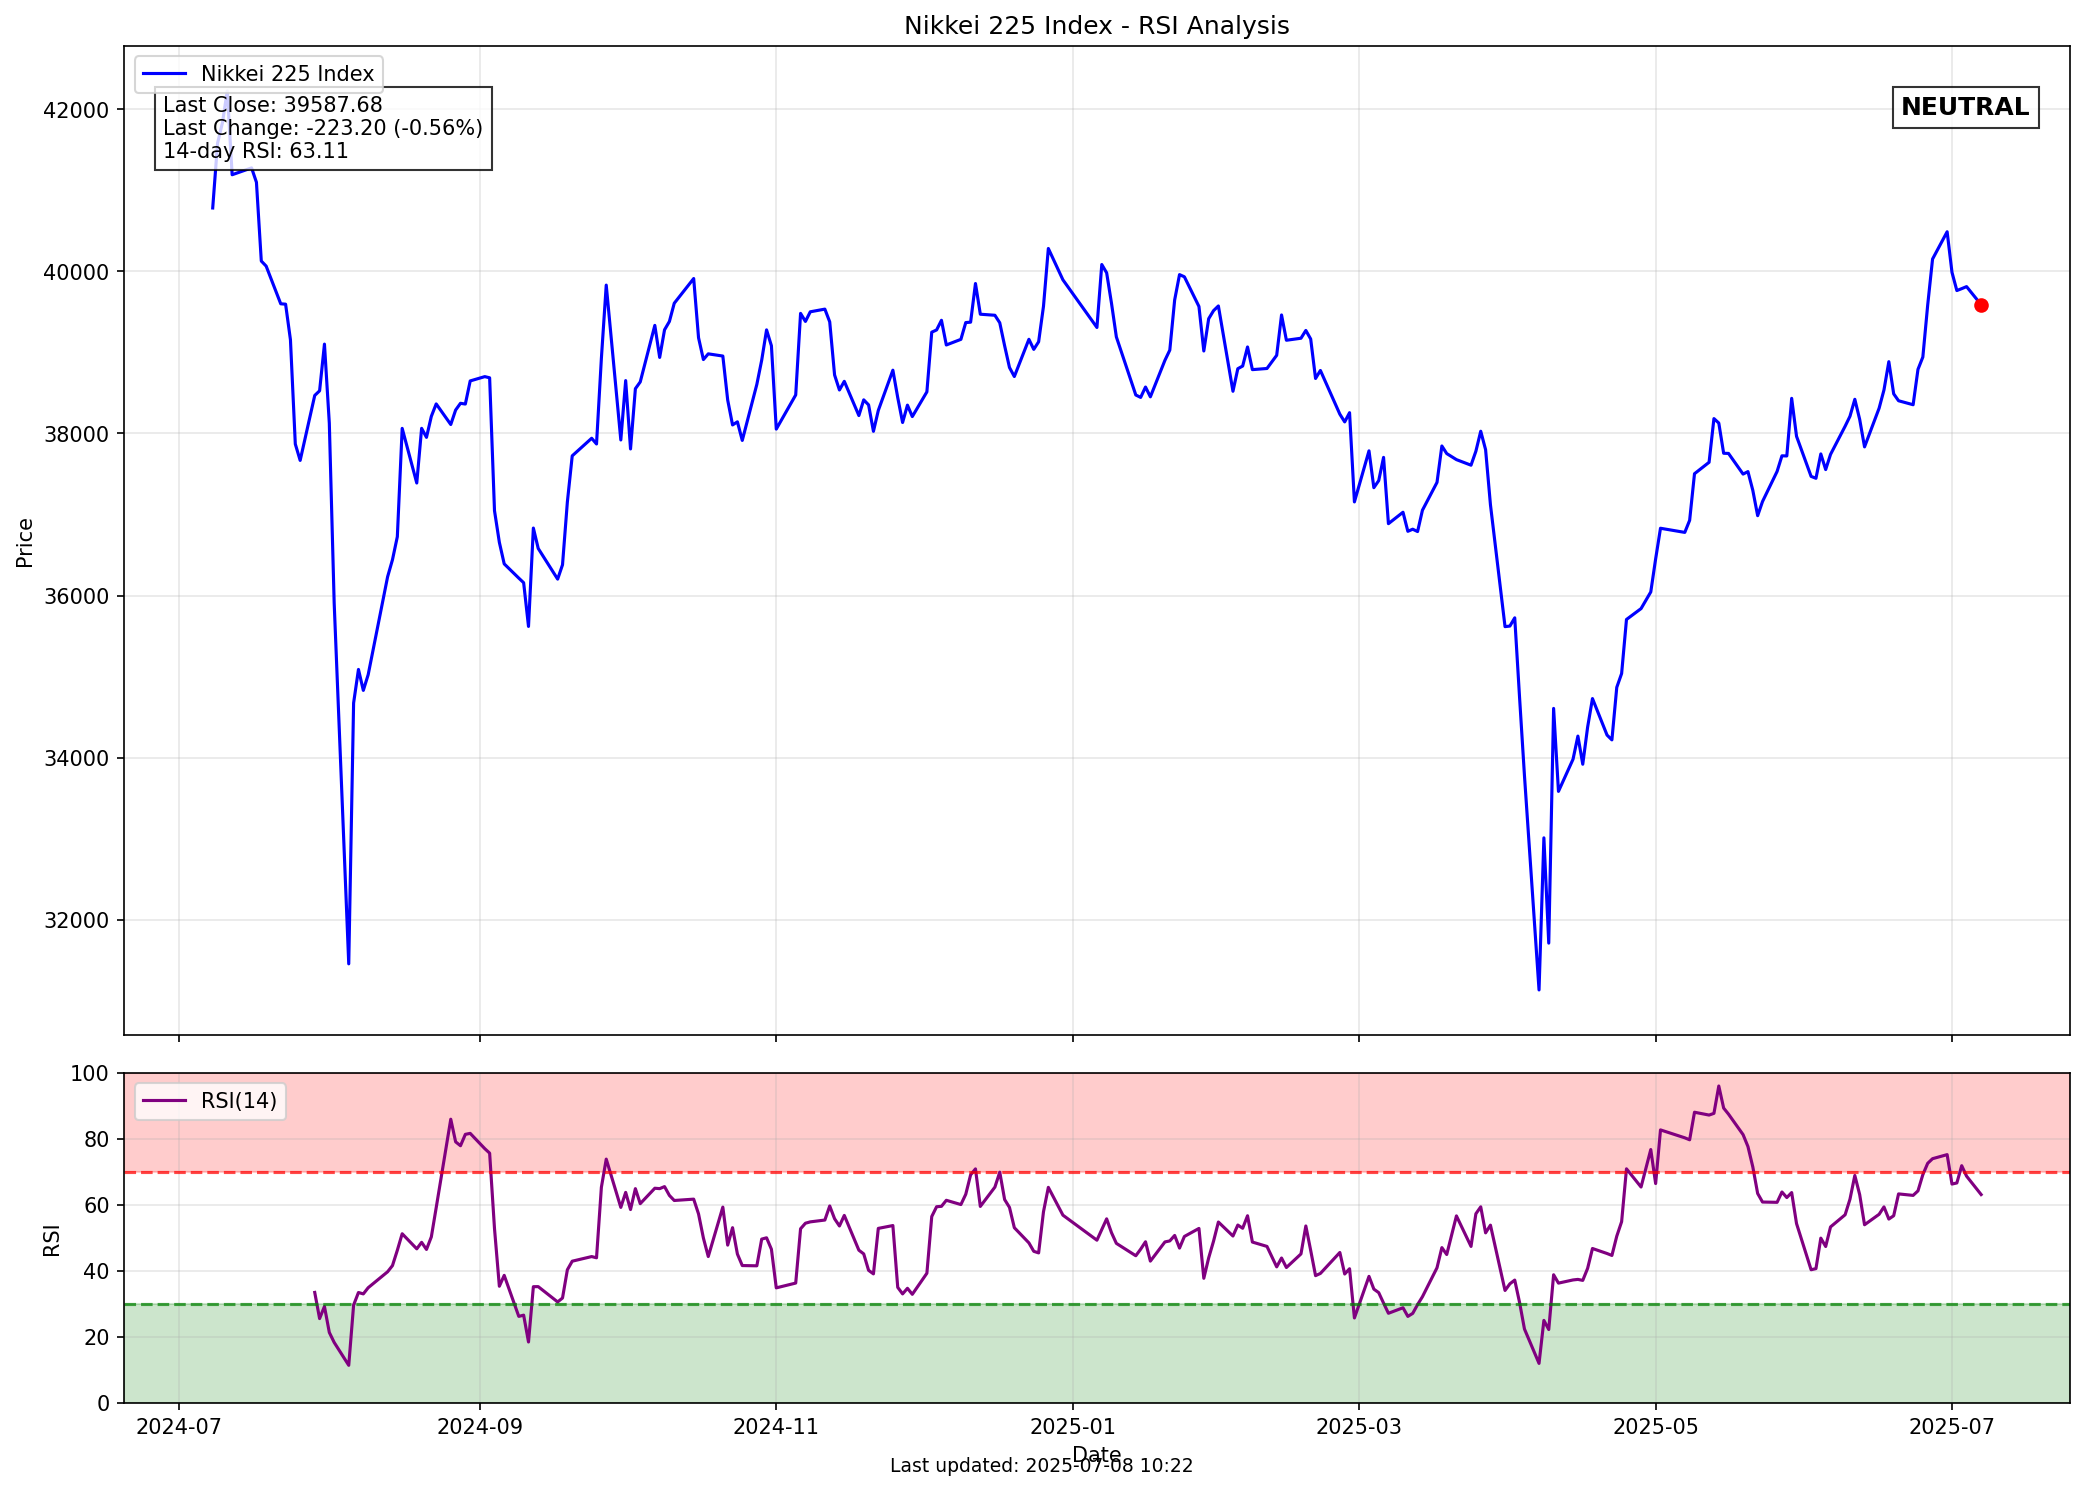 Nikkei 225 Index - RSI Analysis
Nikkei 225 Index
Last Close: 39587.68
Last Change: -223.20 (-0.56%)
14-day RSI: 63.11
NEUTRAL
42000
40000
38000
36000
34000
32000
Price
100
80
60
40
20
0
RSI
RSI(14)
2024-07 2024-09 2024-11 2025-01 2025-03 2025-05 2025-07
Date
Last updated: 2025-07-08 10:22